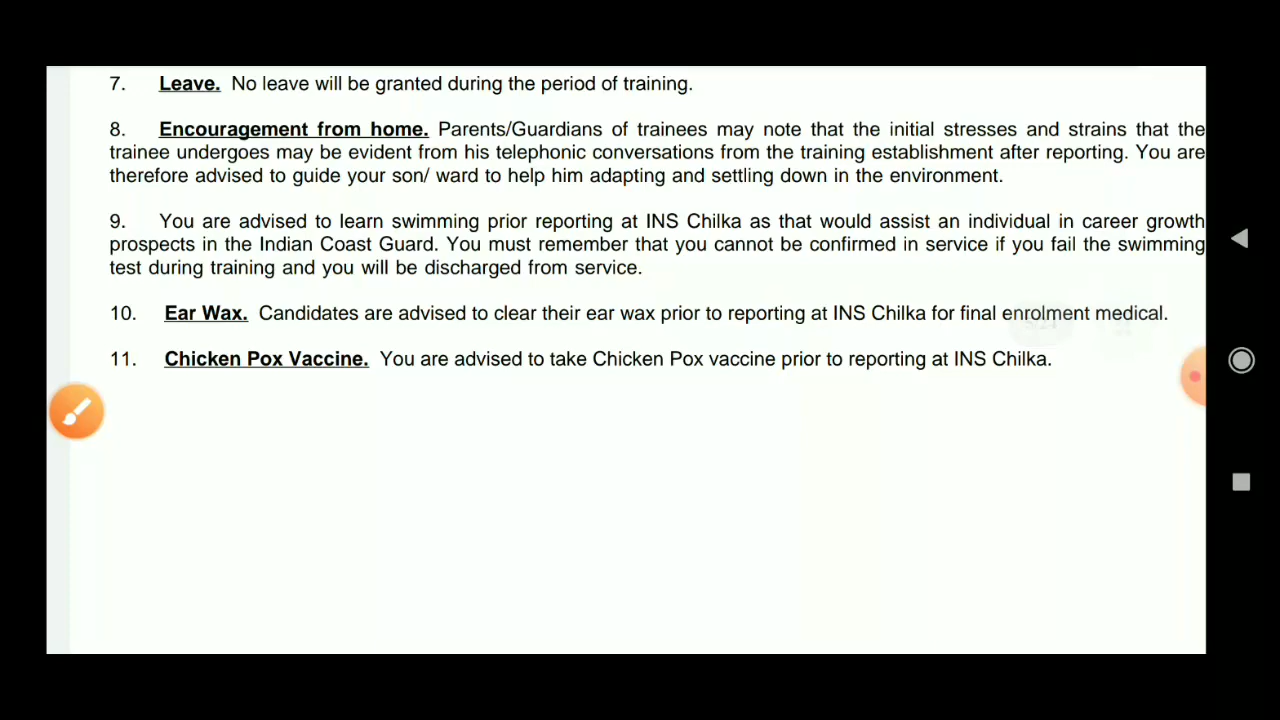 7. Leave. No leave will be granted during the period of training.
8. Encouragement from home. Parents/Guardians of trainees may note that the initial stresses and strains that the
trainee undergoes may be evident from his telephonic conversations from the training establishment after reporting. You are
therefore advised to guide your son/ ward to help him adapting and settling down in the environment.
9. You are advised to learn swimming prior reporting at INS Chilka as that would assist an individual in career growth
prospects in the Indian Coast Guard. You must remember that you cannot be confirmed in service if you fail the swimming
test during training and you will be discharged from service.
10. Ear Wax. Candidates are advised to clear their ear wax prior to reporting at INS Chilka for final enrolment medical.
11. Chicken Pox Vaccine. You are advised to take Chicken Pox vaccine prior to reporting at INS Chilka.